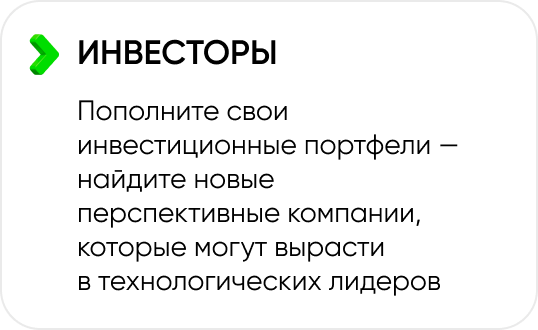 ИНВЕСТОРЫ
Пополните свои
инвестиционные портфели —
найдите новые
перспективные компании,
которые могут вырасти
в технологических лидеров